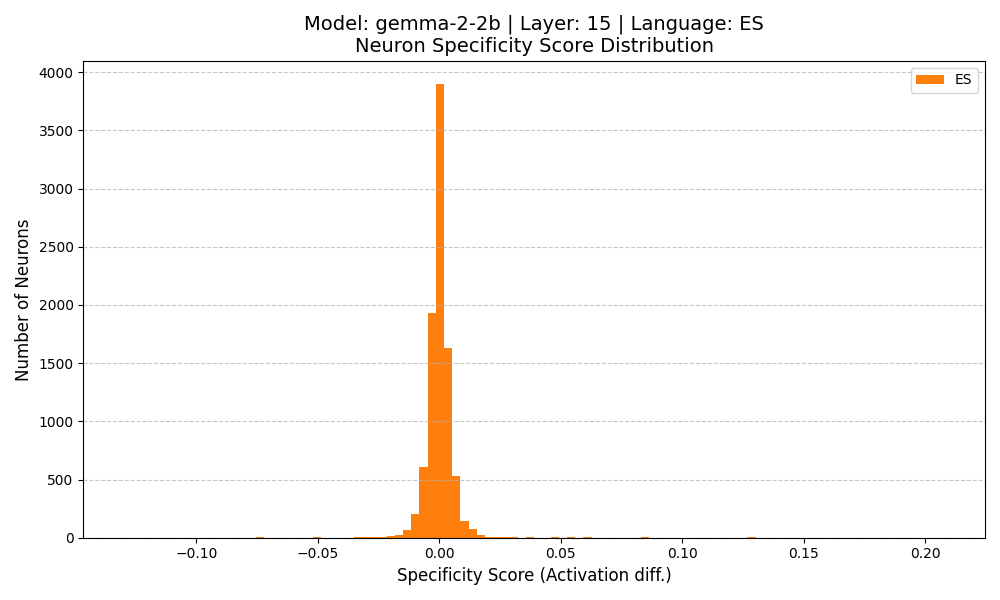 Model: gemma-2-2b | Layer: 15 | Language: ES
Neuron Specificity Score Distribution
ES
4000
3500
3000
2500
2000
1500
1000
500
0
Number of Neurons
−0.10 −0.05 0.00 0.05 0.10 0.15 0.20
Specificity Score (Activation diff.)